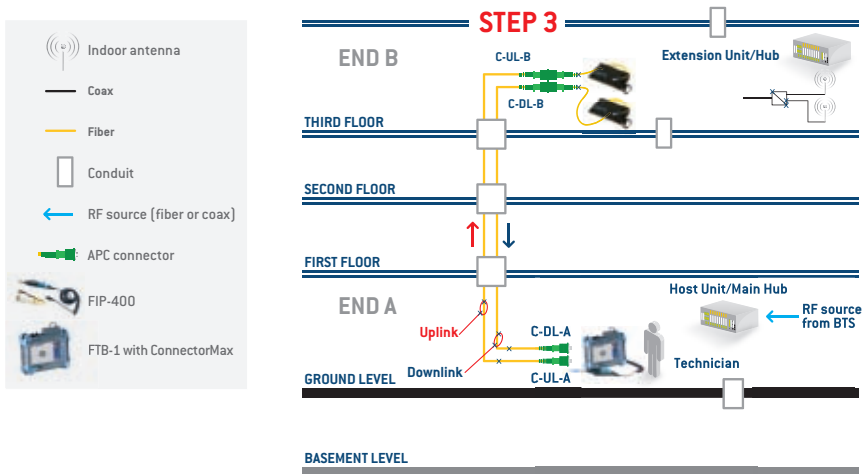 STEP 3
END B
C-UL-B
Extension Unit/Hub
Indoor antenna
Coax
C-DL-B
Fiber
THIRD FLOOR
Conduit
SECOND FLOOR
RF source (fiber or coax)
APC connector
FIRST FLOOR
Host Unit/Main Hub
FIP-400
END A
RF source
from BTS
Uplink
C-DL-A
FTB-1 with ConnectorMax
Technician
Downlink
GROUND LEVEL
C-UL-A
BASEMENT LEVEL